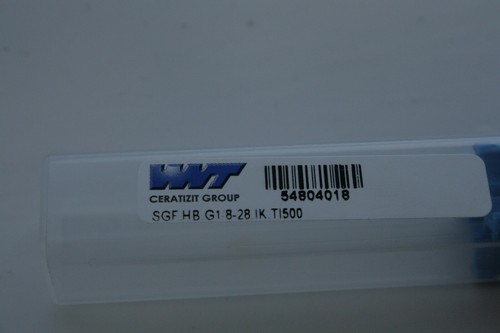 WNT
CERATIZIT GROUP
54804018
SGF HB G1.8-28 IK TI500